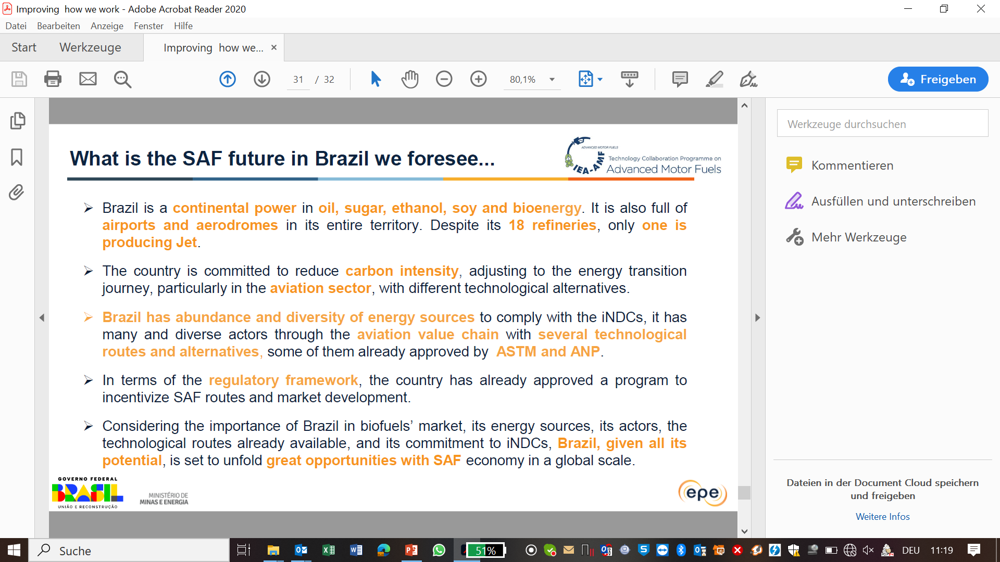 Improving  how we work - Adobe Acrobat Reader 2020
Datei Bearbeiten Anzeige Fenster Hilfe
Start Werkzeuge Improving  how we... ×
31 / 32 80,1% Freigeben
What is the SAF future in Brazil we foresee...
ADVANCED MOTOR FUELS
IEA-AMF
Technology Collaboration Programme on
Advanced Motor Fuels
➢ Brazil is a continental power in oil, sugar, ethanol, soy and bioenergy. It is also full of
airports and aerodromes in its entire territory. Despite its 18 refineries, only one is
producing Jet.
➢ The country is committed to reduce carbon intensity, adjusting to the energy transition
journey, particularly in the aviation sector, with different technological alternatives.
➢ Brazil has abundance and diversity of energy sources to comply with the iNDCs, it has
many and diverse actors through the aviation value chain with several technological
routes and alternatives, some of them already approved by  ASTM and ANP.
➢ In terms of the regulatory framework, the country has already approved a program to
incentivize SAF routes and market development.
➢ Considering the importance of Brazil in biofuels’ market, its energy sources, its actors, the
technological routes already available, and its commitment to iNDCs, Brazil, given all its
potential, is set to unfold great opportunities with SAF economy in a global scale.
GOVERNO FEDERAL
BRASIL
UNIÃO E RECONSTRUÇÃO
MINISTÉRIO DE
MINAS E ENERGIA
epe
Werkzeuge durchsuchen
Kommentieren
Ausfüllen und unterschreiben
Mehr Werkzeuge
Dateien in der Document Cloud speichern
und freigeben
Weitere Infos
Suche 51% DEU 11:19